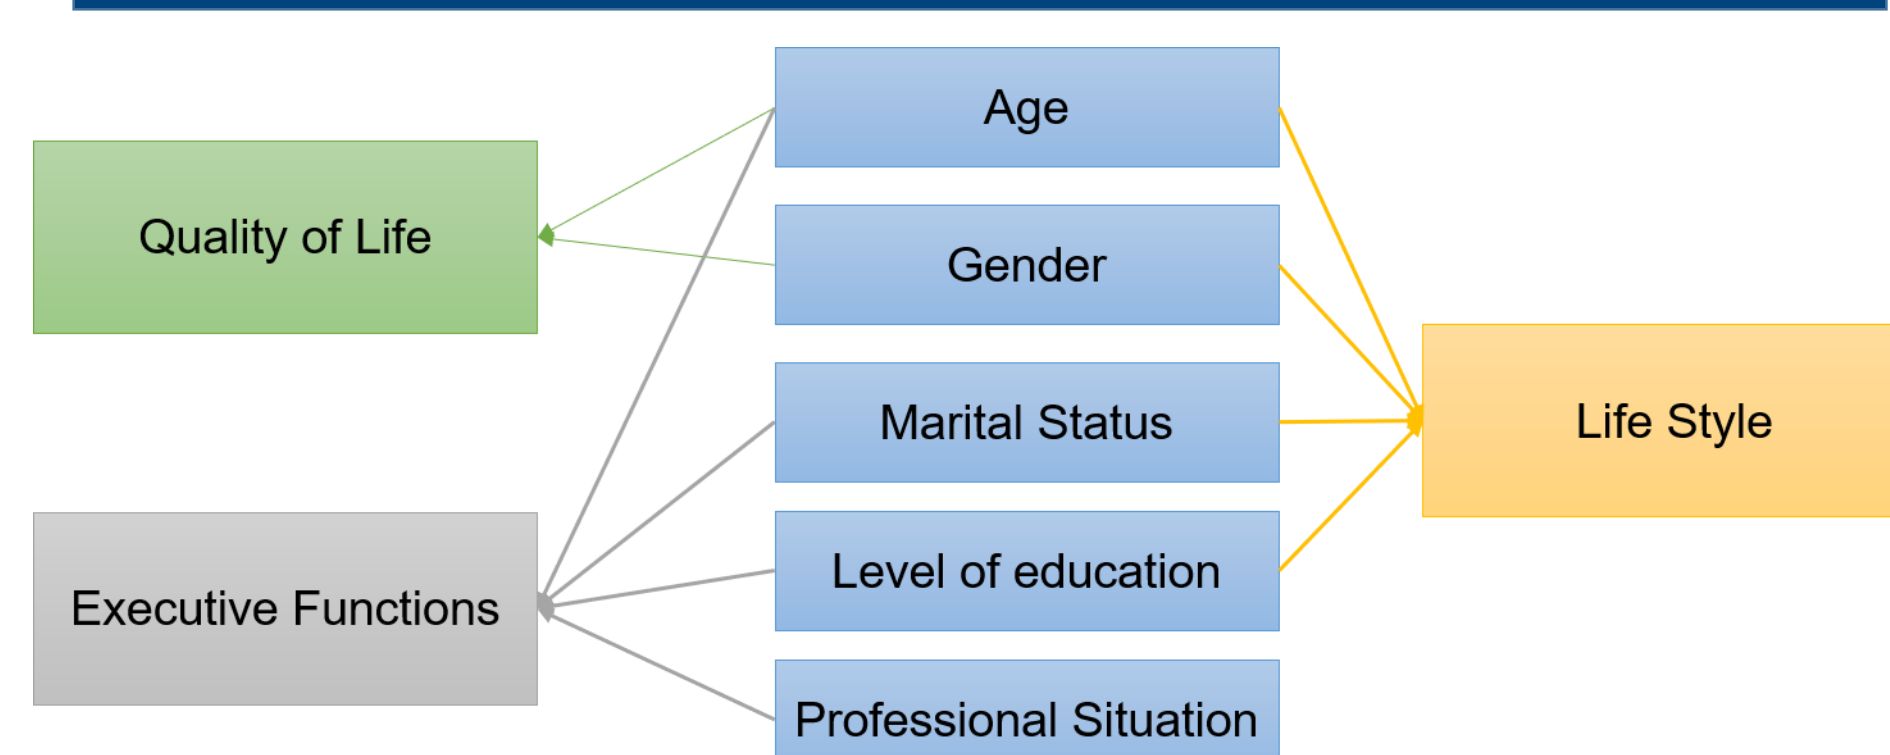 Age
Quality of Life
Gender
Marital Status
Life Style
Level of education
Executive Functions
Professional Situation